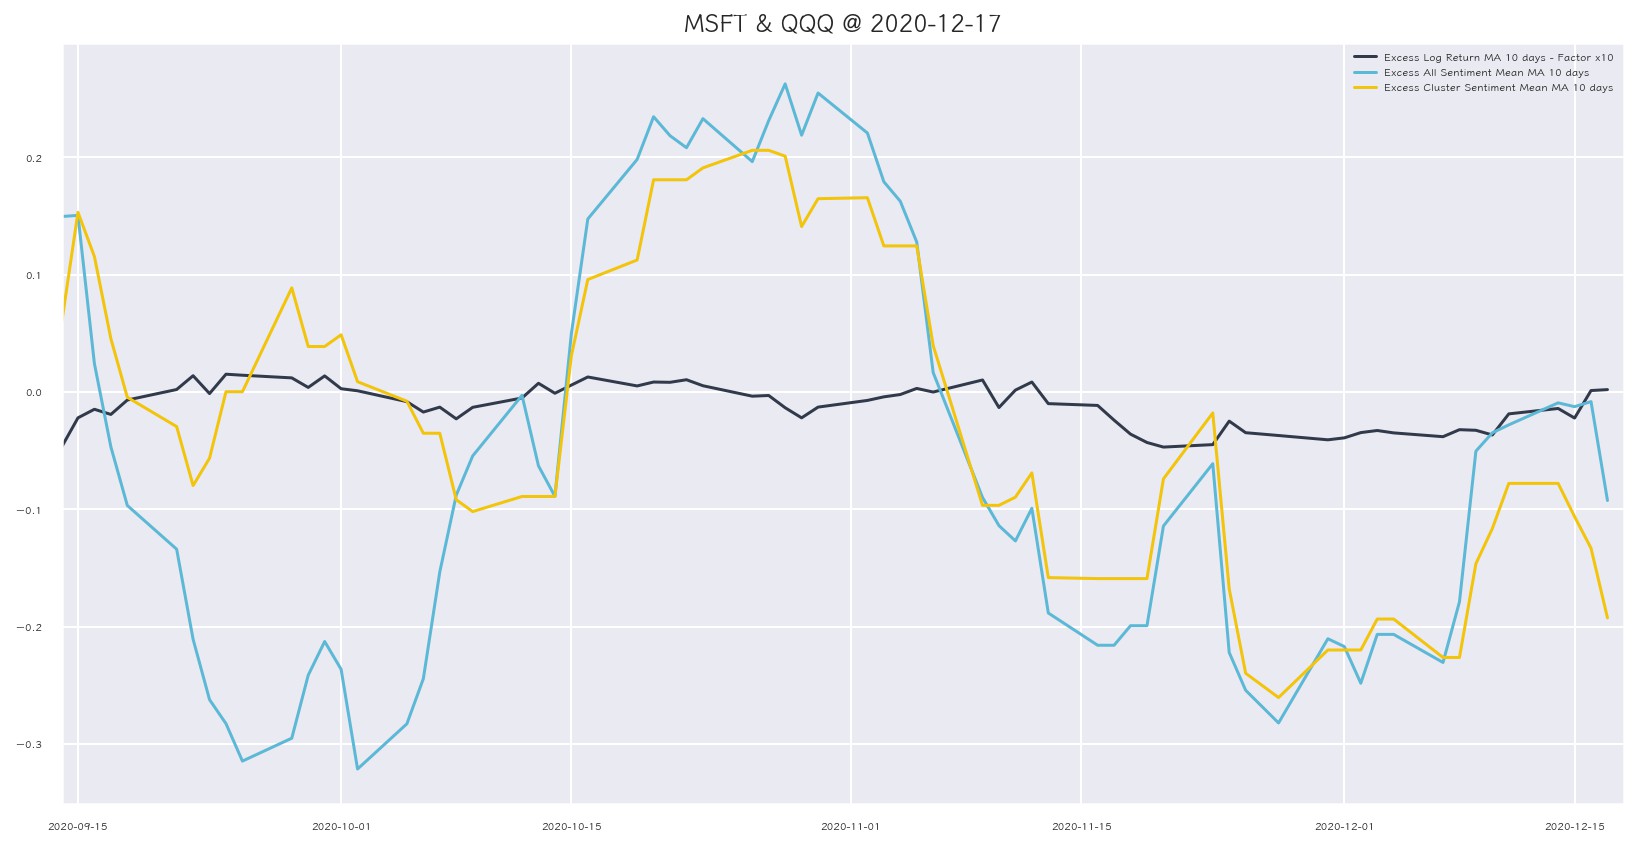 MSFT & QQQ @ 2020-12-17
Excess Log Return MA 10 days - Factor x10
Excess All Sentiment Mean MA 10 days
Excess Cluster Sentiment Mean MA 10 days
0.2
0.1
0.0
−0.1
−0.2
−0.3
2020-09-15 2020-10-01 2020-10-15 2020-11-01 2020-11-15 2020-12-01 2020-12-15